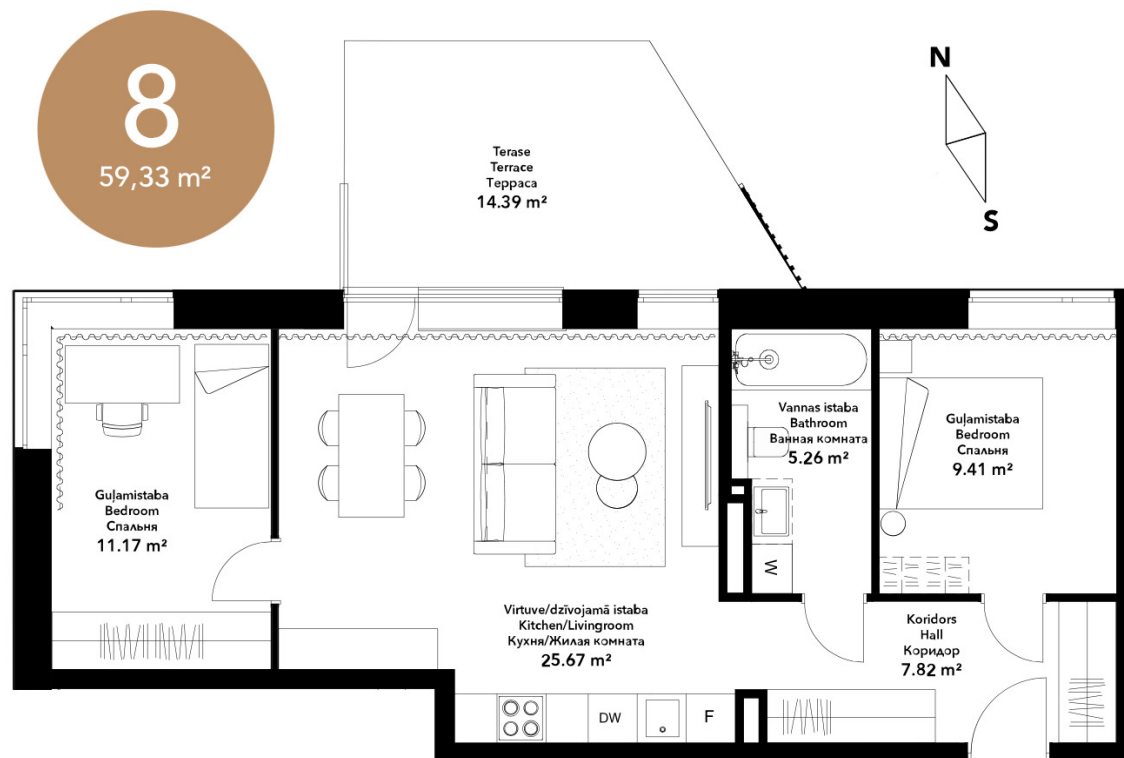 8
59,33 m²
N
S
Terase
Terrace
Терраса
14.39 m²
Guļamistaba
Bedroom
Спальня
11.17 m²
Virtuve/dzīvojamā istaba
Kitchen/Livingroom
Кухня/Жилая комната
25.67 m²
Vannas istaba
Bathroom
Ванная комната
5.26 m²
W
Guļamistaba
Bedroom
Спальня
9.41 m²
Koridors
Hall
Коридор
7.82 m²
DW
F